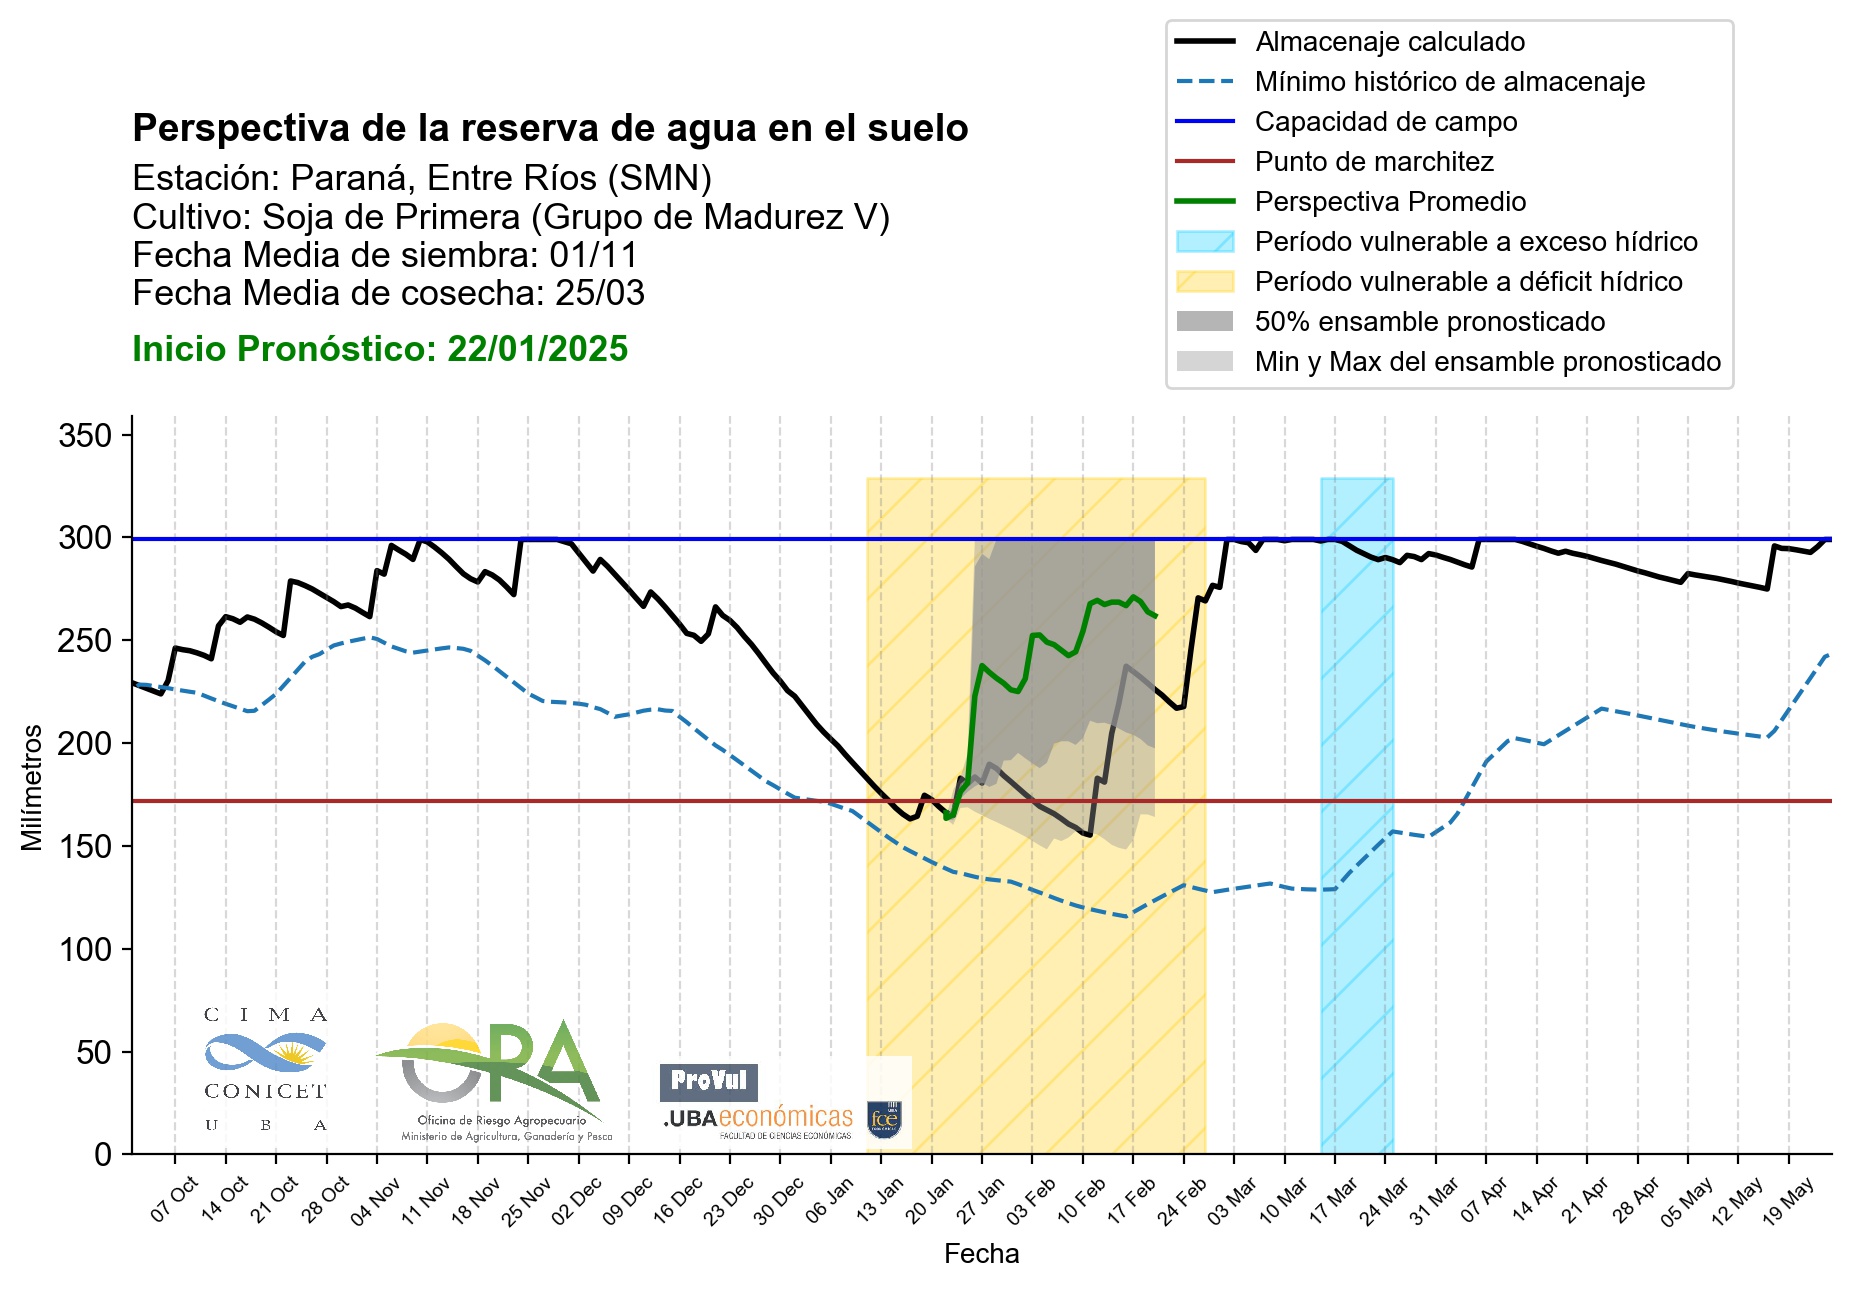 Almacenaje calculado
Mínimo histórico de almacenaje
Capacidad de campo
Punto de marchitez
Perspectiva Promedio
Período vulnerable a exceso hídrico
Período vulnerable a déficit hídrico
50% ensamble pronosticado
Min y Max del ensamble pronosticado
Perspectiva de la reserva de agua en el suelo
Estación: Paraná, Entre Ríos (SMN)
Cultivo: Soja de Primera (Grupo de Madurez V)
Fecha Media de siembra: 01/11
Fecha Media de cosecha: 25/03
Inicio Pronóstico: 22/01/2025
Milímetros
350
300
250
200
150
100
50
0
C I M A
CONICET
U B A
ORA
Oficina de Riesgo Agropecuario
Ministerio de Agricultura, Ganadería y Pesca
ProVul
.UBAeconómicas
FACULTAD DE CIENCIAS ECONÓMICAS
fce
07 Oct
14 Oct
21 Oct
28 Oct
04 Nov
11 Nov
18 Nov
25 Nov
02 Dec
09 Dec
16 Dec
23 Dec
30 Dec
06 Jan
13 Jan
20 Jan
27 Jan
03 Feb
10 Feb
17 Feb
24 Feb
03 Mar
10 Mar
17 Mar
24 Mar
31 Mar
07 Apr
14 Apr
21 Apr
28 Apr
05 May
12 May
19 May
Fecha